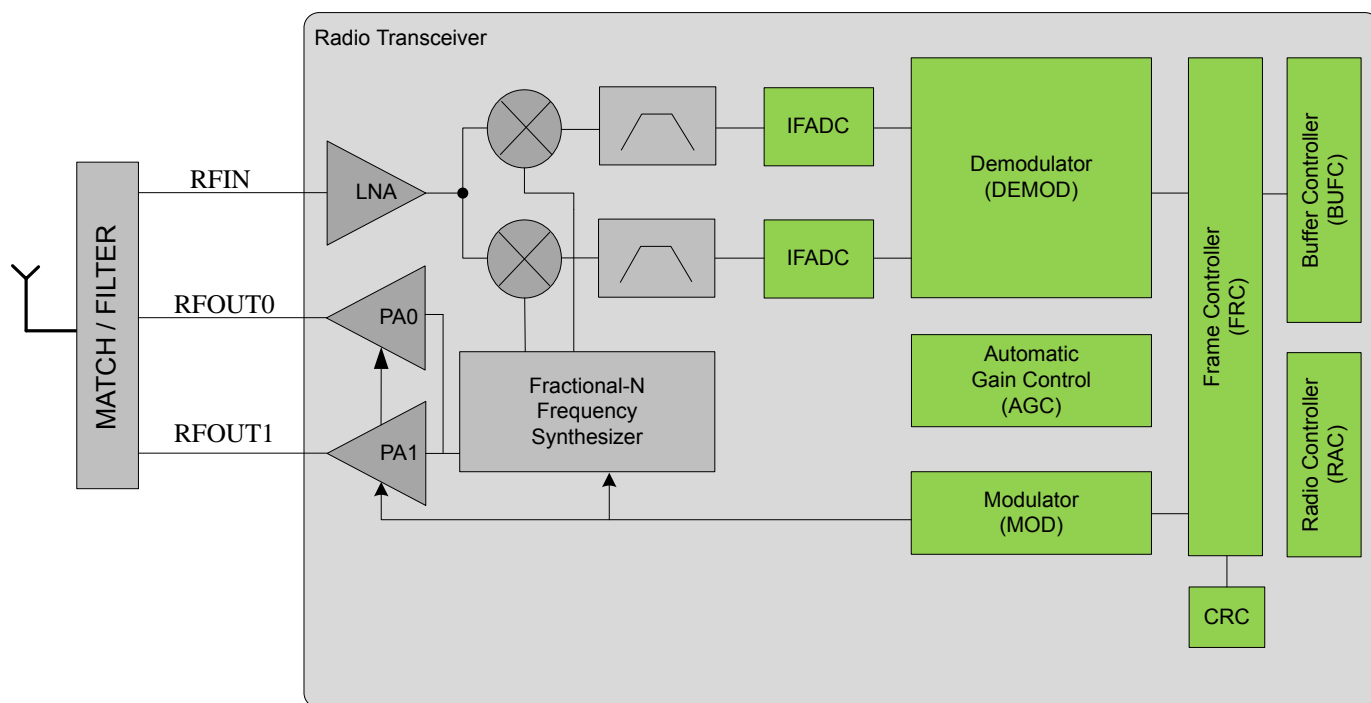 Radio Transceiver
MATCH / FILTER
RFIN
RFOUT0
RFOUT1
LNA
PA0
PA1
Fractional-N
Frequency
Synthesizer
IFADC
IFADC
Demodulator
(DEMOD)
Automatic
Gain Control
(AGC)
Modulator
(MOD)
Frame Controller
(FRC)
CRC
Buffer Controller
(BUFC)
Radio Controller
(RAC)